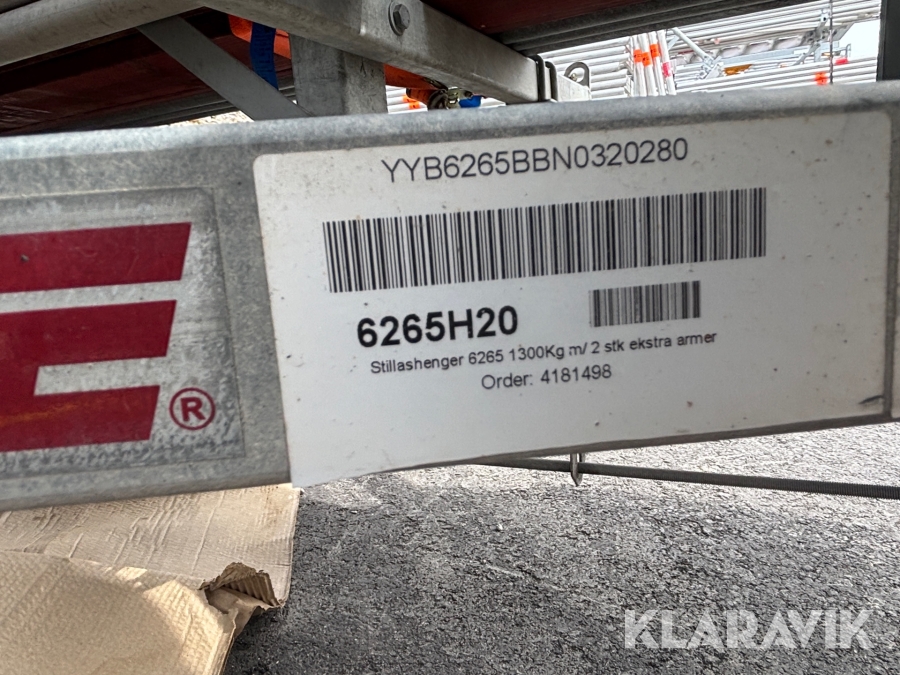 YYB6265BBN0320280
6265H20
Stillashenger 6265 1300Kg m/ 2 stk ekstra armer
Order: 4181498
E®
KLARAVIK